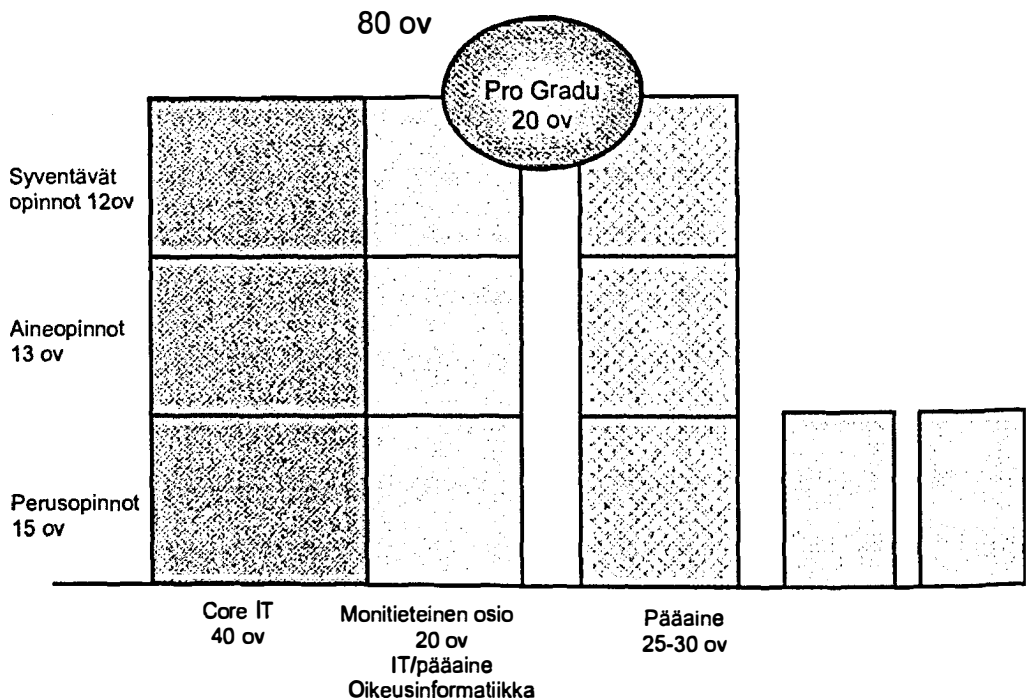 80 ov
Pro Gradu
20 ov
Syventävät
opinnot 12ov
Aineopinnot
13 ov
Perusopinnot
15 ov
Core IT
40 ov
Monitieteinen osio
20 ov
IT/pääaine
Oikeusinformatiikka
Pääaine
25-30 ov